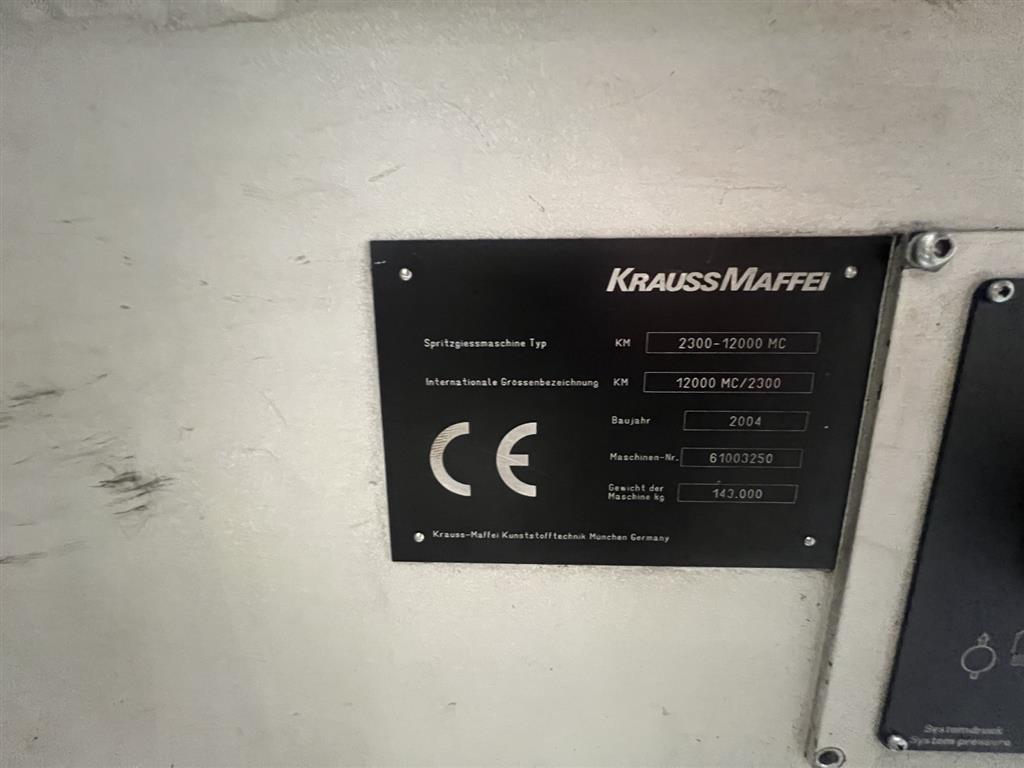 KRAUSSMAFFEI
Spritzgiessmaschine Typ KM 2300-12000 MC
Internationale Grössenbezeichnung KM 12000 MC/2300
Baujahr 2004
Maschinen-Nr. 61003250
Gewicht der
Maschine kg 143.000
CE
Krauss-Maffei Kunststofftechnik München Germany
Systemdruck
System pressure